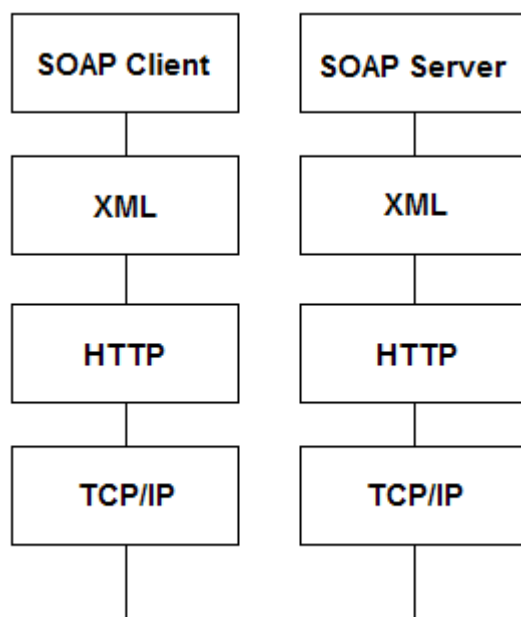 SOAP Client
SOAP Server
XML
XML
HTTP
HTTP
TCP/IP
TCP/IP